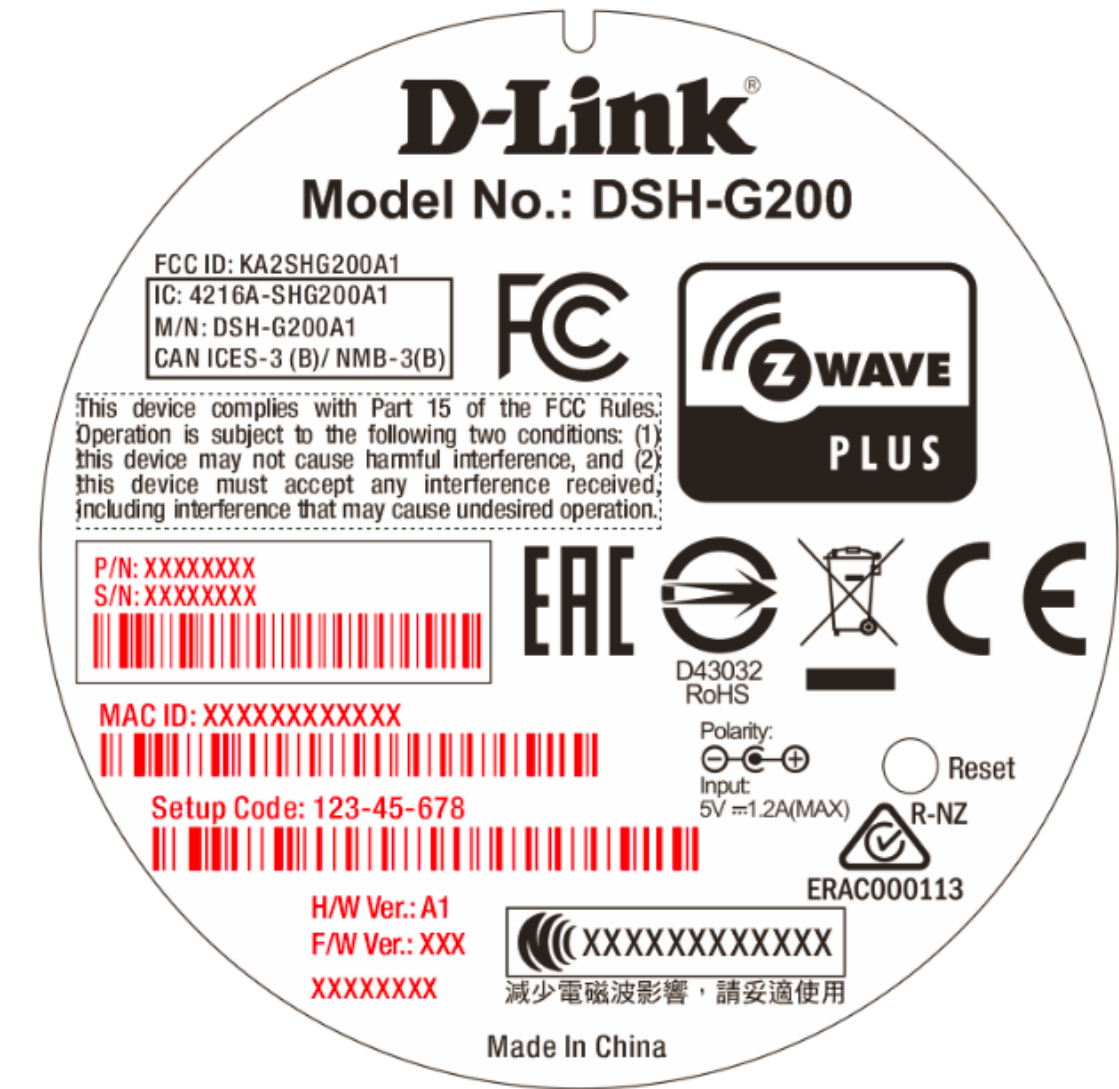 D-Link®
Model No.: DSH-G200
FCC ID: KA2SHG200A1
IC: 4216A-SHG200A1
M/N: DSH-G200A1
CAN ICES-3 (B)/ NMB-3(B)
FC
Z WAVE
PLUS
This device complies with Part 15 of the FCC Rules.
Operation is subject to the following two conditions: (1)
this device may not cause harmful interference, and (2)
this device must accept any interference received,
including interference that may cause undesired operation.
P/N: XXXXXXXX
S/N: XXXXXXXX
EAC
CE
D43032
RoHS
MAC ID: XXXXXXXXXXXX
Polarity:
Input:
5V ⎓1.2A(MAX)
Reset
Setup Code: 123-45-678
R-NZ
ERAC000113
H/W Ver.: A1
F/W Ver.: XXX
XXXXXXXX
XXXXXXXXXXXX
減少電磁波影響，請妥適使用
Made In China